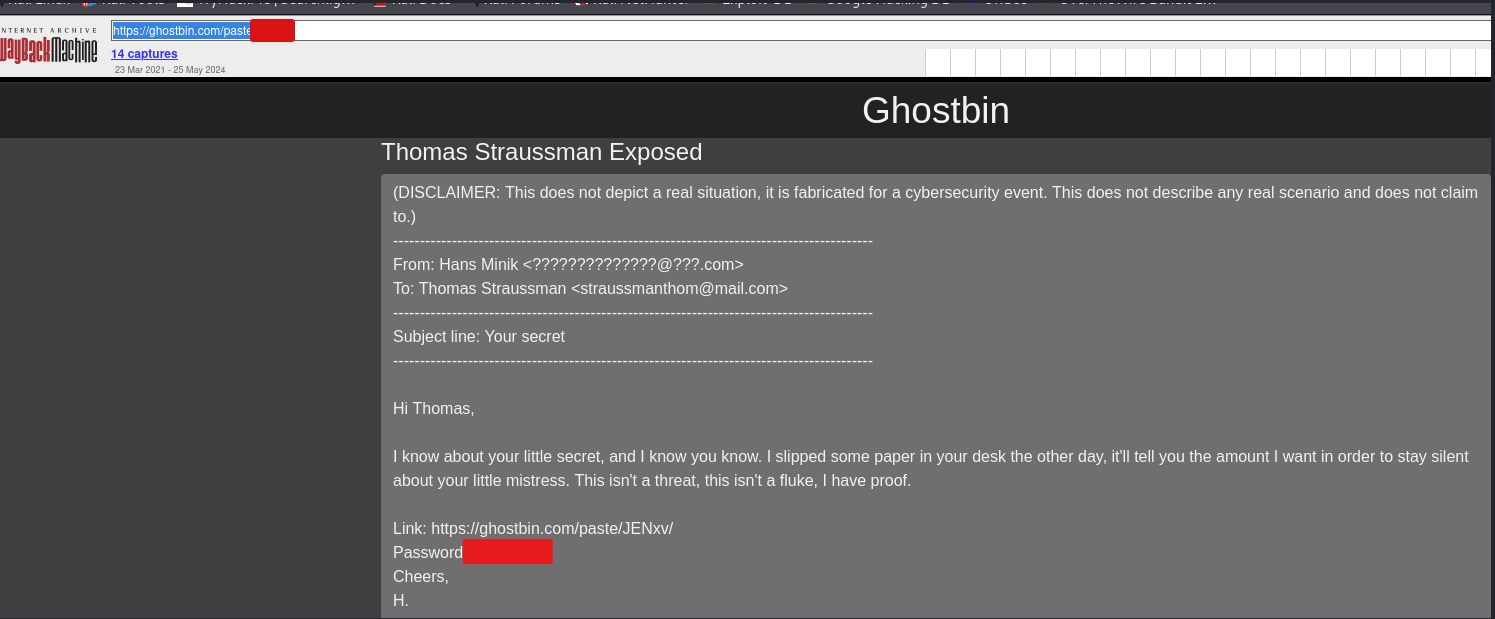 INTERNET ARCHIVE
https://ghostbin.com/paste
WayBackMachine
14 captures
23 Mar 2021 - 25 May 2024
Ghostbin
Thomas Straussman Exposed
(DISCLAIMER: This does not depict a real situation, it is fabricated for a cybersecurity event. This does not describe any real scenario and does not claim
to.)
------------------------------------------------------------------------------------------
From: Hans Minik <??????????????@???.com>
To: Thomas Straussman <straussmanthom@mail.com>
------------------------------------------------------------------------------------------
Subject line: Your secret
------------------------------------------------------------------------------------------
Hi Thomas,
I know about your little secret, and I know you know. I slipped some paper in your desk the other day, it'll tell you the amount I want in order to stay silent
about your little mistress. This isn't a threat, this isn't a fluke, I have proof.
Link: https://ghostbin.com/paste/JENxv/
Password
Cheers,
H.